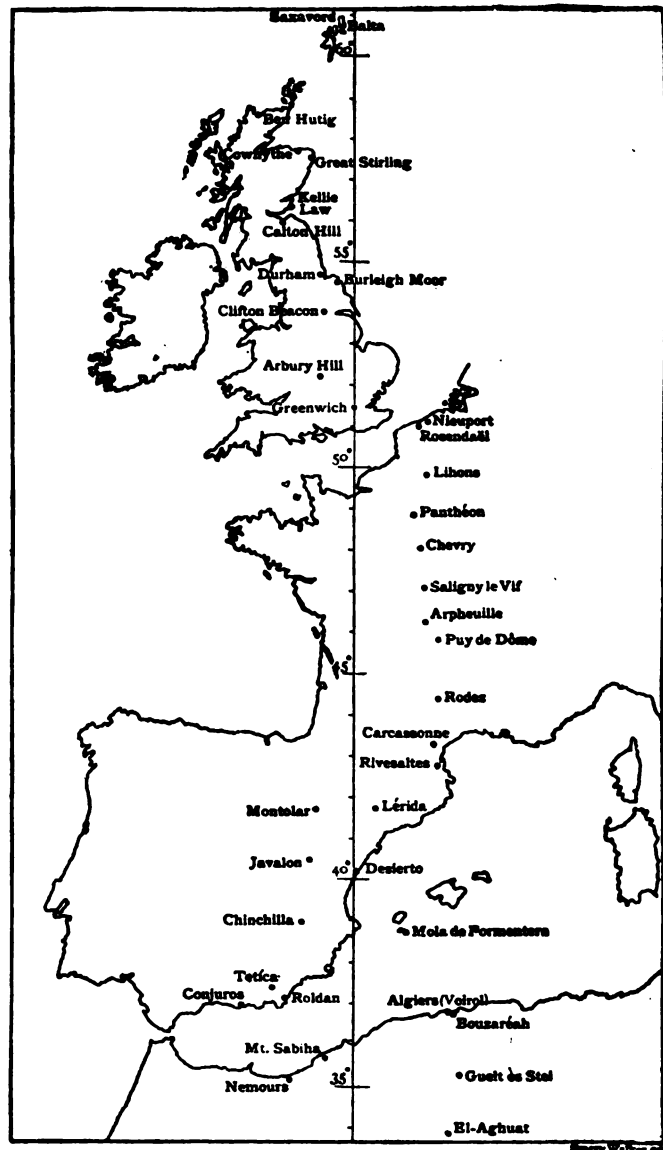 Saxavord
Balta
60°
Ben Hutig
Cowhythe
Great Stirling
Kellie
Law
Calton Hill
55°
Durham
Burleigh Moor
Clifton Beacon
Arbury Hill
Greenwich
Nieuport
Rosendaël
50°
Lihons
Panthéon
Chevry
Saligny le Vif
Arpheuille
Puy de Dôme
45°
Rodez
Carcassonne
Rivesaltes
Montolar
Lérida
Javalon
40°
Desierto
Chinchilla
Mola de Formentera
Tetica
Conjuros
Roldan
Algiers (Voirol)
Bouzaréah
Mt. Sabiha
35°
Nemours
Guelt ès Stel
El-Aghuat